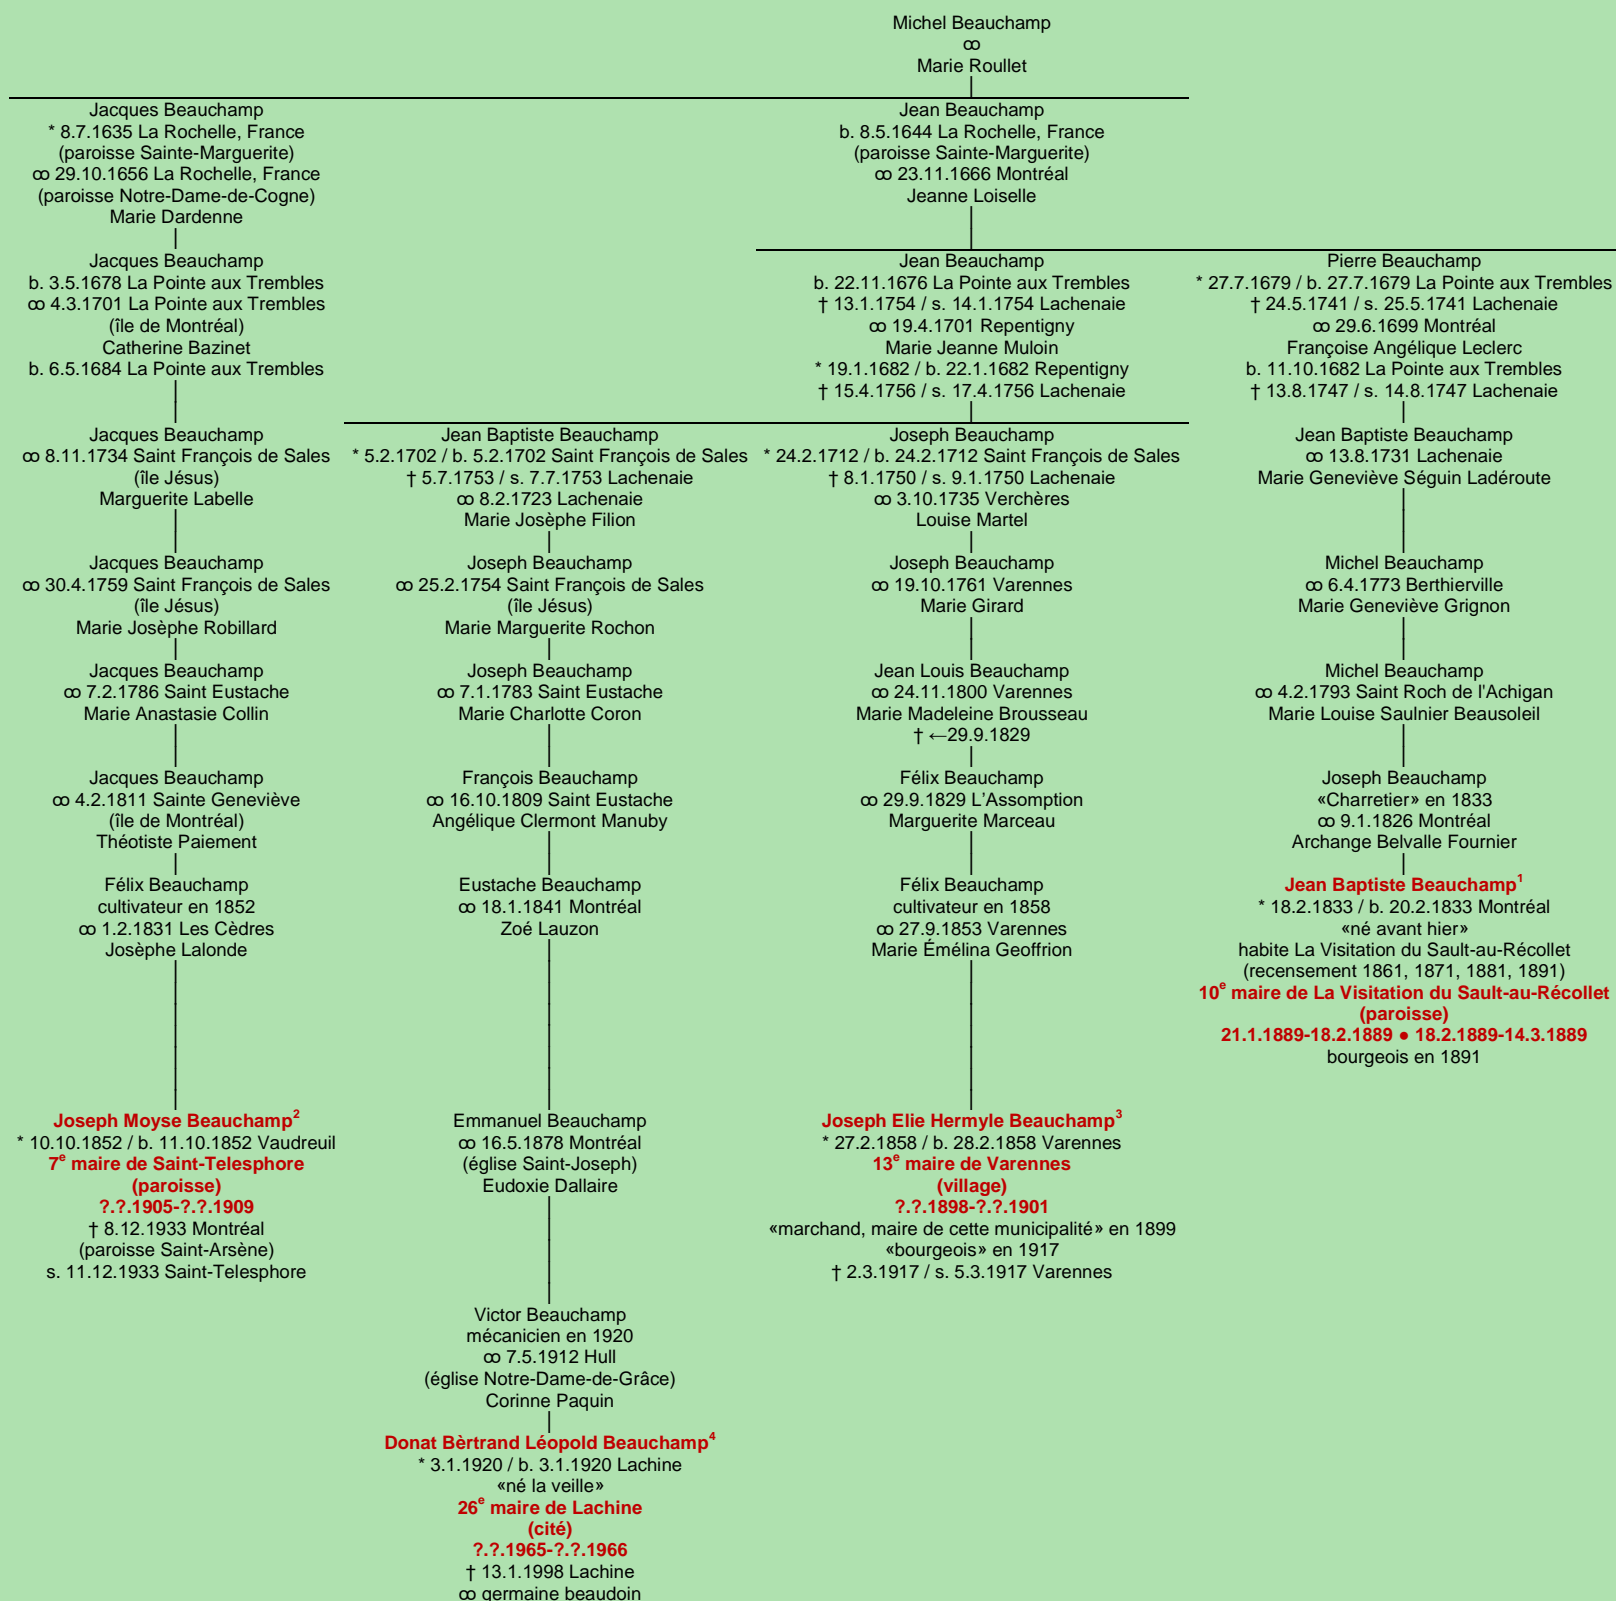 Michel Beauchamp
ꝏ
Marie Roullet
Jacques Beauchamp
* 8.7.1635 La Rochelle, France
(paroisse Sainte-Marguerite)
ꝏ 29.10.1656 La Rochelle, France
(paroisse Notre-Dame-de-Cogne)
Marie Dardenne
Jean Beauchamp
b. 8.5.1644 La Rochelle, France
(paroisse Sainte-Marguerite)
ꝏ 23.11.1666 Montréal
Jeanne Loiselle
Jacques Beauchamp
b. 3.5.1678 La Pointe aux Trembles
ꝏ 4.3.1701 La Pointe aux Trembles
(île de Montréal)
Catherine Bazinet
b. 6.5.1684 La Pointe aux Trembles
Jean Beauchamp
b. 22.11.1676 La Pointe aux Trembles
† 13.1.1754 / s. 14.1.1754 Lachenaie
ꝏ 19.4.1701 Repentigny
Marie Jeanne Muloin
* 19.1.1682 / b. 22.1.1682 Repentigny
† 15.4.1756 / s. 17.4.1756 Lachenaie
Pierre Beauchamp
* 27.7.1679 / b. 27.7.1679 La Pointe aux Trembles
† 24.5.1741 / s. 25.5.1741 Lachenaie
ꝏ 29.6.1699 Montréal
Françoise Angélique Leclerc
b. 11.10.1682 La Pointe aux Trembles
† 13.8.1747 / s. 14.8.1747 Lachenaie
Jacques Beauchamp
ꝏ 8.11.1734 Saint François de Sales
(île Jésus)
Marguerite Labelle
Jean Baptiste Beauchamp
* 5.2.1702 / b. 5.2.1702 Saint François de Sales
† 5.7.1753 / s. 7.7.1753 Lachenaie
ꝏ 8.2.1723 Lachenaie
Marie Josèphe Filion
Joseph Beauchamp
* 24.2.1712 / b. 24.2.1712 Saint François de Sales
† 8.1.1750 / s. 9.1.1750 Lachenaie
ꝏ 3.10.1735 Verchères
Louise Martel
Jean Baptiste Beauchamp
ꝏ 13.8.1731 Lachenaie
Marie Geneviève Séguin Ladéroute
Jacques Beauchamp
ꝏ 30.4.1759 Saint François de Sales
(île Jésus)
Marie Josèphe Robillard
Joseph Beauchamp
ꝏ 25.2.1754 Saint François de Sales
(île Jésus)
Marie Marguerite Rochon
Joseph Beauchamp
ꝏ 19.10.1761 Varennes
Marie Girard
Michel Beauchamp
ꝏ 6.4.1773 Berthierville
Marie Geneviève Grignon
Jacques Beauchamp
ꝏ 7.2.1786 Saint Eustache
Marie Anastasie Collin
Joseph Beauchamp
ꝏ 7.1.1783 Saint Eustache
Marie Charlotte Coron
Jean Louis Beauchamp
ꝏ 24.11.1800 Varennes
Marie Madeleine Brousseau
† ←29.9.1829
Michel Beauchamp
ꝏ 4.2.1793 Saint Roch de l'Achigan
Marie Louise Saulnier Beausoleil
Jacques Beauchamp
ꝏ 4.2.1811 Sainte Geneviève
(île de Montréal)
Théotiste Paiement
François Beauchamp
ꝏ 16.10.1809 Saint Eustache
Angélique Clermont Manuby
Félix Beauchamp
ꝏ 29.9.1829 L'Assomption
Marguerite Marceau
Joseph Beauchamp
«Charretier» en 1833
ꝏ 9.1.1826 Montréal
Archange Belvalle Fournier
Félix Beauchamp
cultivateur en 1852
ꝏ 1.2.1831 Les Cèdres
Josèphe Lalonde
Eustache Beauchamp
ꝏ 18.1.1841 Montréal
Zoé Lauzon
Félix Beauchamp
cultivateur en 1858
ꝏ 27.9.1853 Varennes
Marie Émélina Geoffrion
Jean Baptiste Beauchamp¹
* 18.2.1833 / b. 20.2.1833 Montréal
«né avant hier»
habite La Visitation du Sault-au-Récollet
(recensement 1861, 1871, 1881, 1891)
10ᵉ maire de La Visitation du Sault-au-Récollet
(paroisse)
21.1.1889-18.2.1889 ● 18.2.1889-14.3.1889
bourgeois en 1891
Joseph Moyse Beauchamp²
* 10.10.1852 / b. 11.10.1852 Vaudreuil
7ᵉ maire de Saint-Telesphore
(paroisse)
?.?.1905-?.?.1909
† 8.12.1933 Montréal
(paroisse Saint-Arsène)
s. 11.12.1933 Saint-Telesphore
Emmanuel Beauchamp
ꝏ 16.5.1878 Montréal
(église Saint-Joseph)
Eudoxie Dallaire
Joseph Elie Hermyle Beauchamp³
* 27.2.1858 / b. 28.2.1858 Varennes
13ᵉ maire de Varennes
(village)
?.?.1898-?.?.1901
«marchand, maire de cette municipalité» en 1899
«bourgeois» en 1917
† 2.3.1917 / s. 5.3.1917 Varennes
Victor Beauchamp
mécanicien en 1920
ꝏ 7.5.1912 Hull
(église Notre-Dame-de-Grâce)
Corinne Paquin
Donat Bèrtrand Léopold Beauchamp⁴
* 3.1.1920 / b. 3.1.1920 Lachine
«né la veille»
26ᵉ maire de Lachine
(cité)
?.?.1965-?.?.1966
† 13.1.1998 Lachine
ꝏ germaine beaudoin